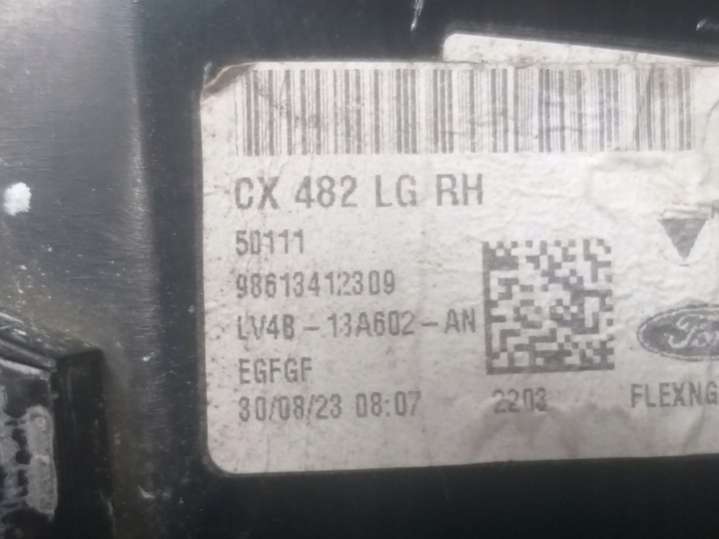 CX 482 LG RH
50111
98613412309
LV4B-13A602-AN
EGFGF
30/08/23 08:07
2203
FLEXNG